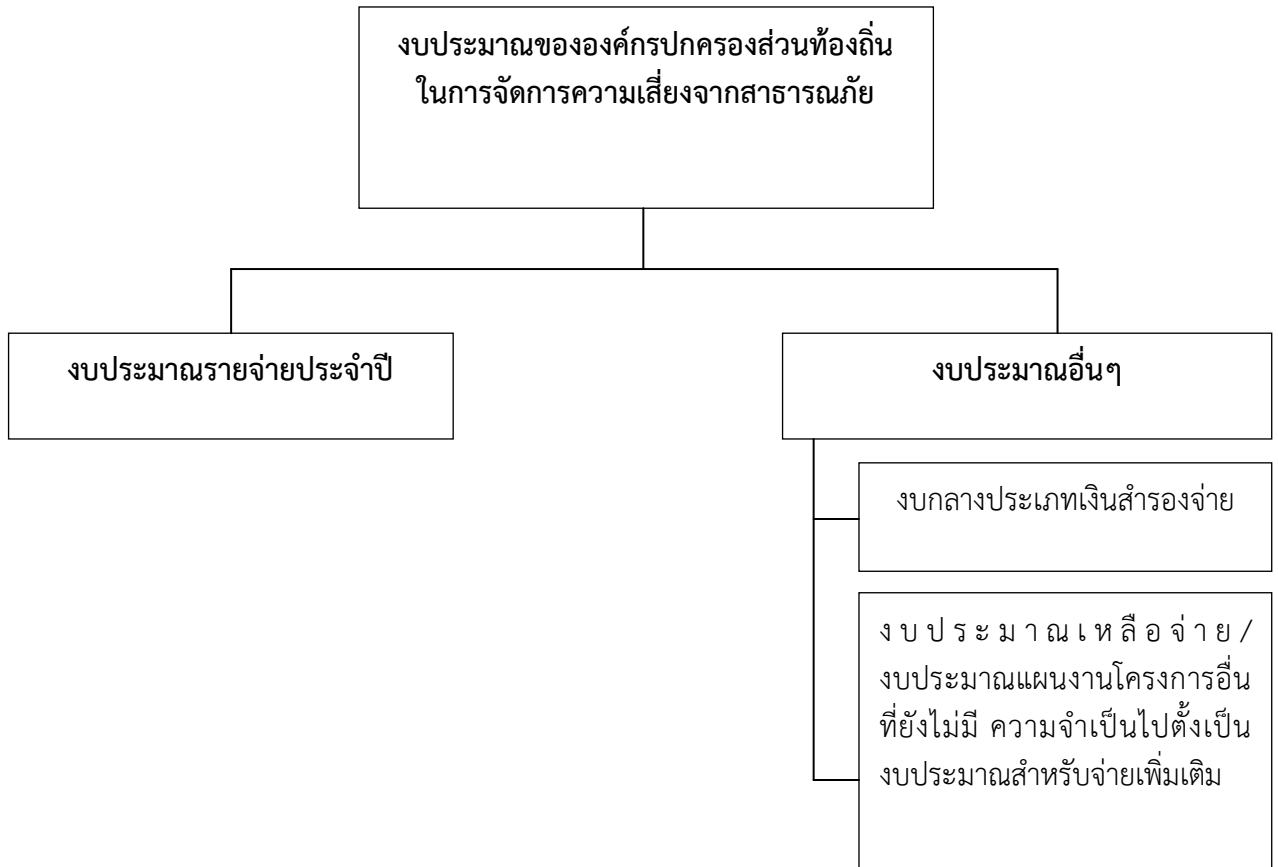 งบประมาณขององค์กรปกครองส่วนท้องถิ่น
ในการจัดการความเสี่ยงจากสาธารณภัย
งบประมาณรายจ่ายประจำปี
งบประมาณอื่นๆ
งบกลางประเภทเงินสำรองจ่าย
งบประมาณเหลือจ่าย/
งบประมาณแผนงานโครงการอื่น
ที่ยังไม่มี ความจำเป็นไปตั้งเป็น
งบประมาณสำหรับจ่ายเพิ่มเติม